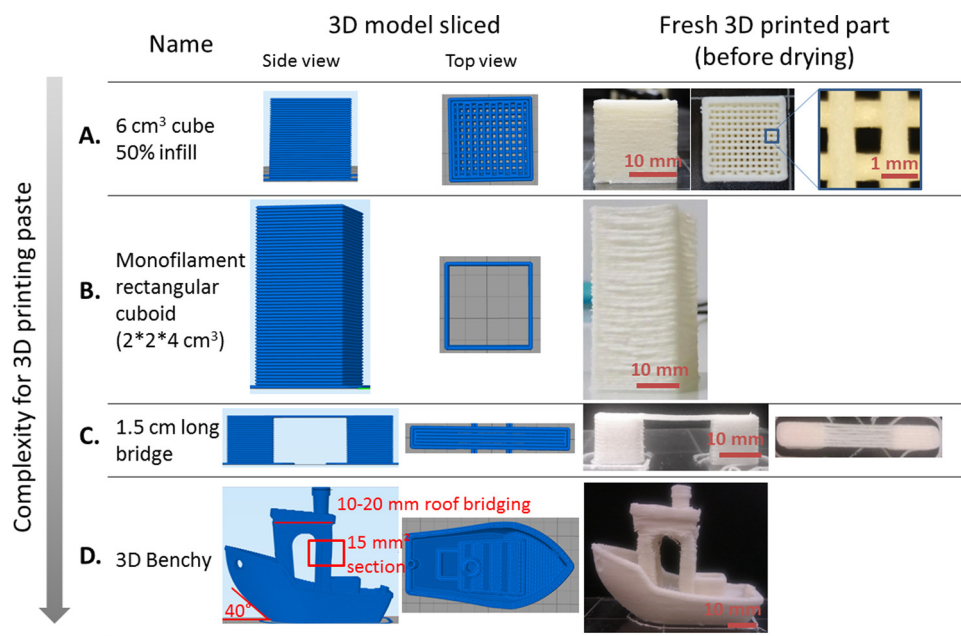 Name
3D model sliced
Side view
Top view
Fresh 3D printed part
(before drying)
Complexity for 3D printing paste
A.
6 cm³ cube
50% infill
10 mm
1 mm
B.
Monofilament
rectangular
cuboid
(2*2*4 cm³)
10 mm
C.
1.5 cm long
bridge
10 mm
D.
3D Benchy
10-20 mm roof bridging
15 mm²
section
40°
10 mm